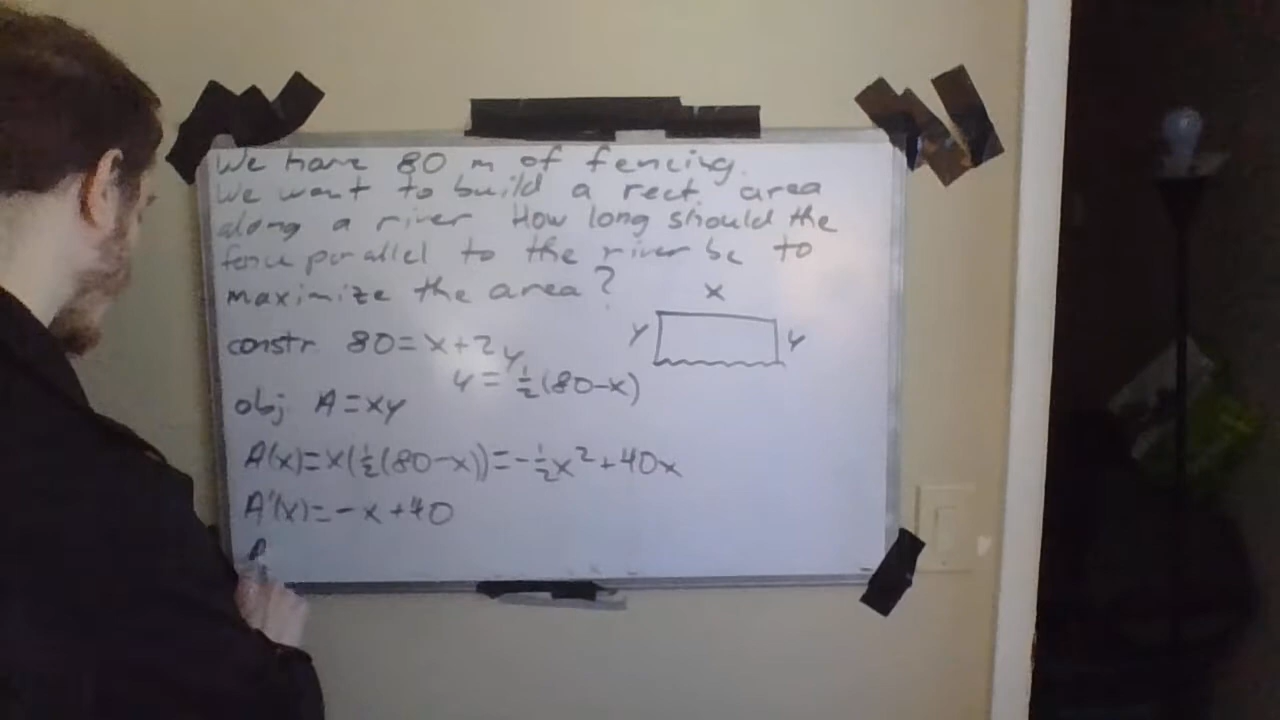 We have 80 m of fencing.
We want to build a rect. area
along a river How long should the
fence parallel to the river be to
maximize the area?
x
y y
constr 80=x+2y
y=½(80-x)
obj A=xy
A(x)=x(½(80-x))=-½x²+40x
A'(x)=-x+40
A